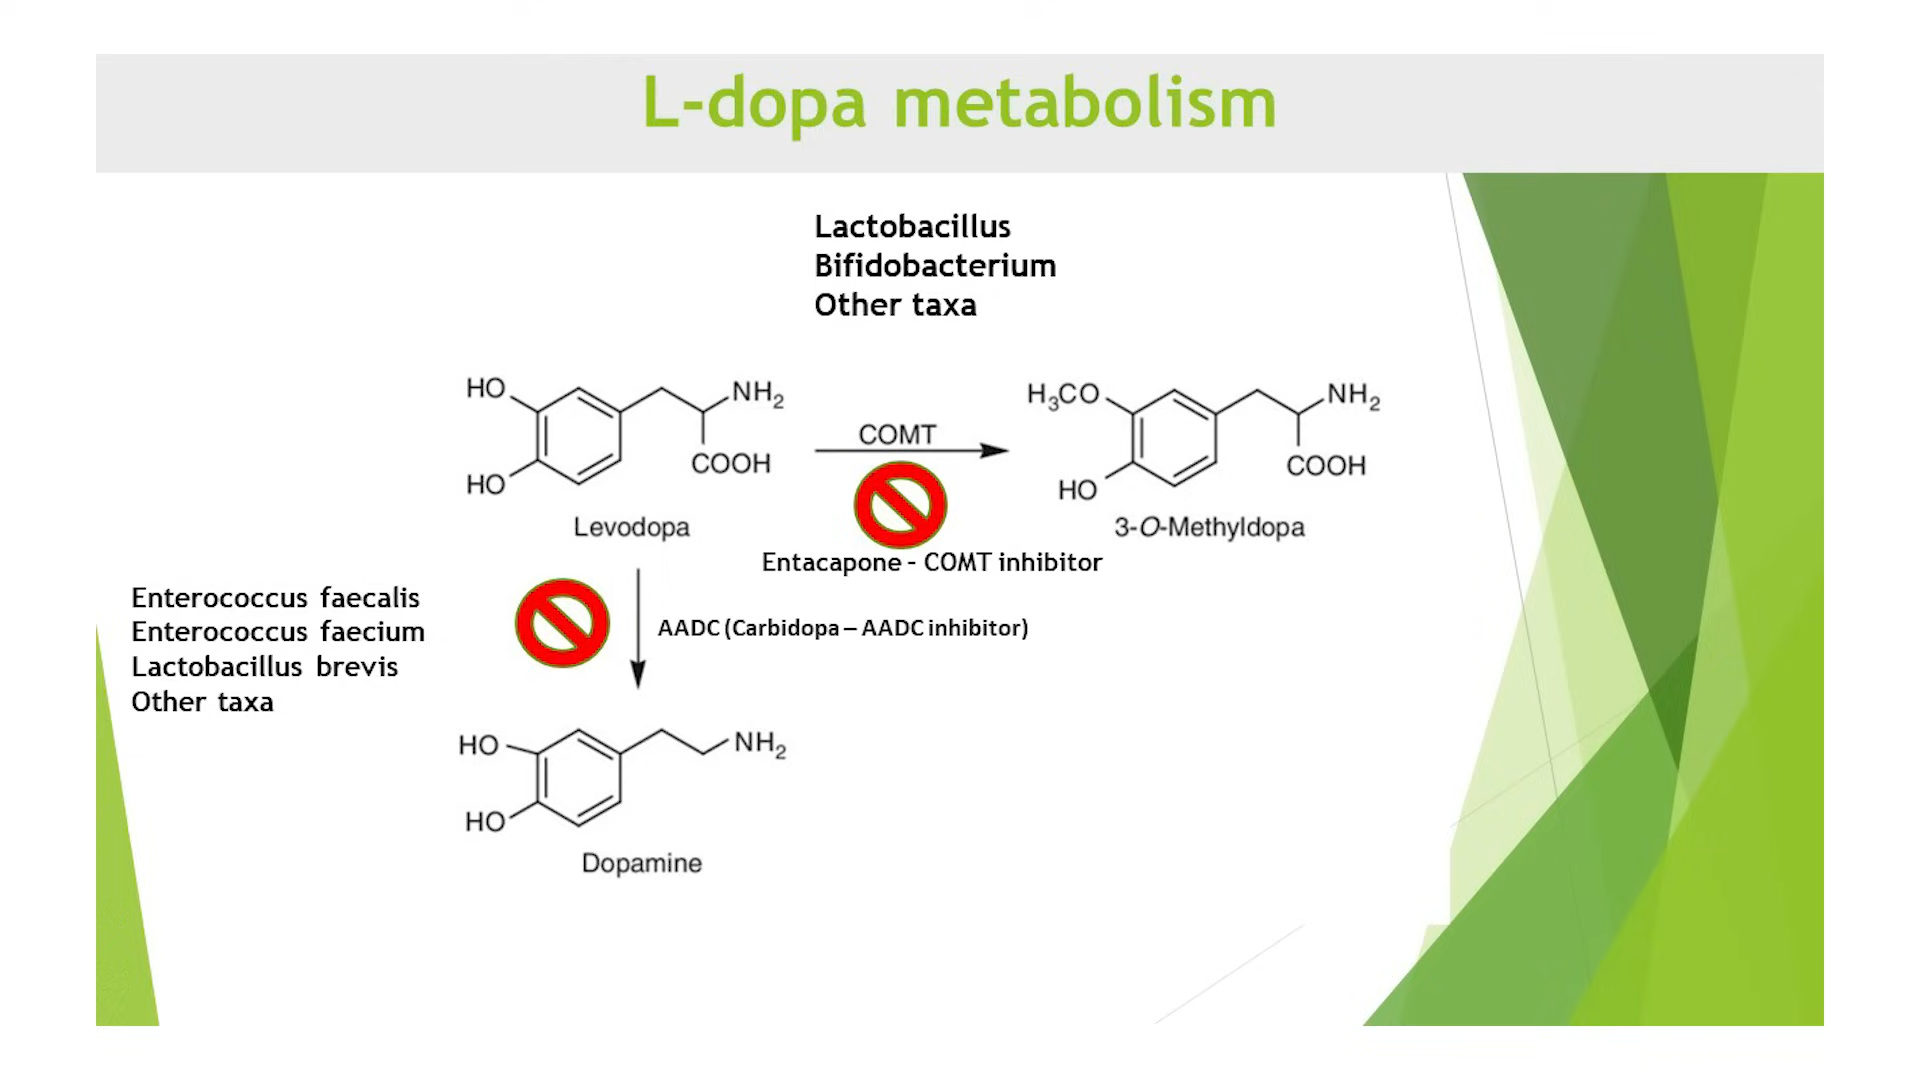 L-dopa metabolism
Lactobacillus
Bifidobacterium
Other taxa
HO
NH₂
COOH
HO
Levodopa
COMT
H₃CO
NH₂
COOH
HO
3-O-Methyldopa
Entacapone – COMT inhibitor
Enterococcus faecalis
Enterococcus faecium
Lactobacillus brevis
Other taxa
AADC (Carbidopa – AADC inhibitor)
HO
NH₂
HO
Dopamine